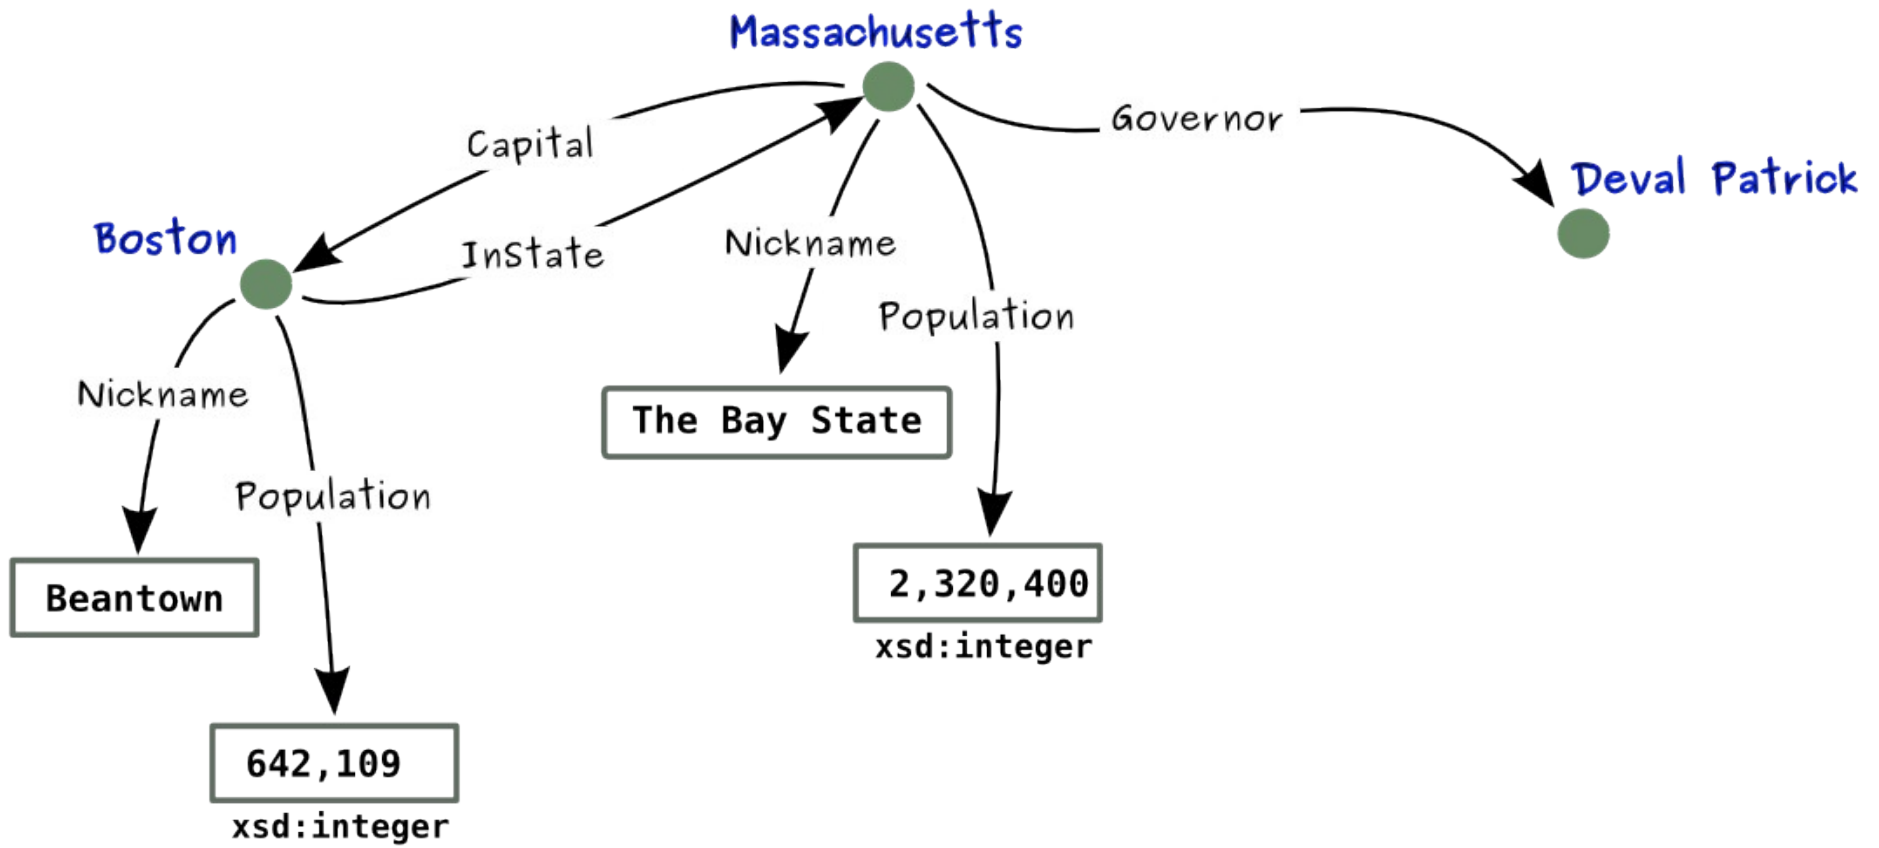 Massachusetts
Capital
Governor
Deval Patrick
Boston
InState
Nickname
Population
Nickname
The Bay State
Population
Beantown
2,320,400
xsd:integer
642,109
xsd:integer